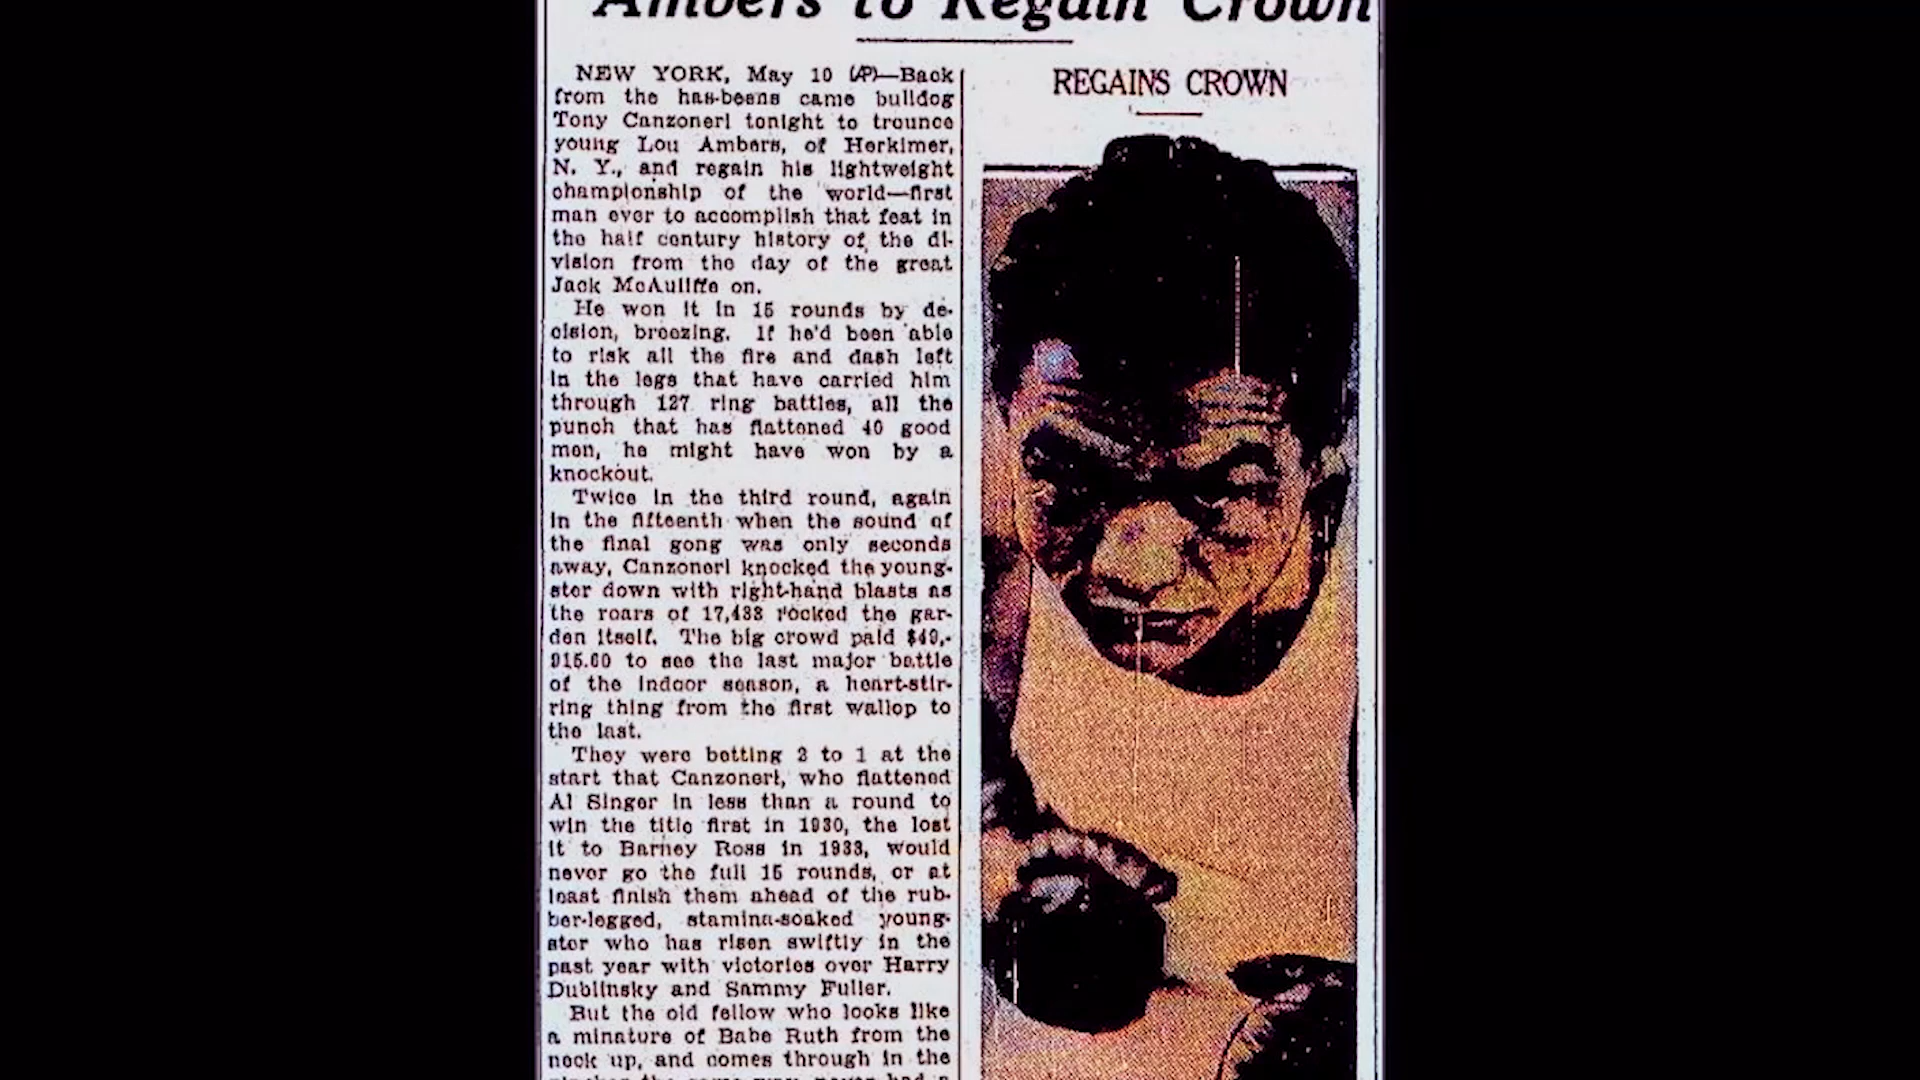 Ambers to Regain Crown
NEW YORK, May 10 (AP)—Back
from the has-beens came bulldog
Tony Canzoneri tonight to trounce
young Lou Ambers, of Herkimer,
N. Y., and regain his lightweight
championship of the world—first
man ever to accomplish that feat in
the half century history of the di-
vision from the day of the great
Jack McAuliffe on.
He won it in 15 rounds by de-
cision, breezing. If he'd been able
to risk all the fire and dash left
in the legs that have carried him
through 127 ring battles, all the
punch that has flattened 40 good
men, he might have won by a
knockout.
Twice in the third round, again
in the fifteenth when the sound of
the final gong was only seconds
away, Canzoneri knocked the young-
ster down with right-hand blasts as
the roars of 17,433 rocked the gar-
den itself. The big crowd paid $49,-
915.60 to see the last major battle
of the indoor season, a heart-stir-
ring thing from the first wallop to
the last.
They were betting 2 to 1 at the
start that Canzoneri, who flattened
Al Singer in less than a round to
win the title first in 1930, the lost
it to Barney Ross in 1933, would
never go the full 15 rounds, or at
least finish them ahead of the rub-
ber-legged, stamina-soaked young-
ster who has risen swiftly in the
past year with victories over Harry
Dublinsky and Sammy Fuller.
But the old fellow who looks like
a minature of Babe Ruth from the
neck up, and comes through in the
REGAINS CROWN